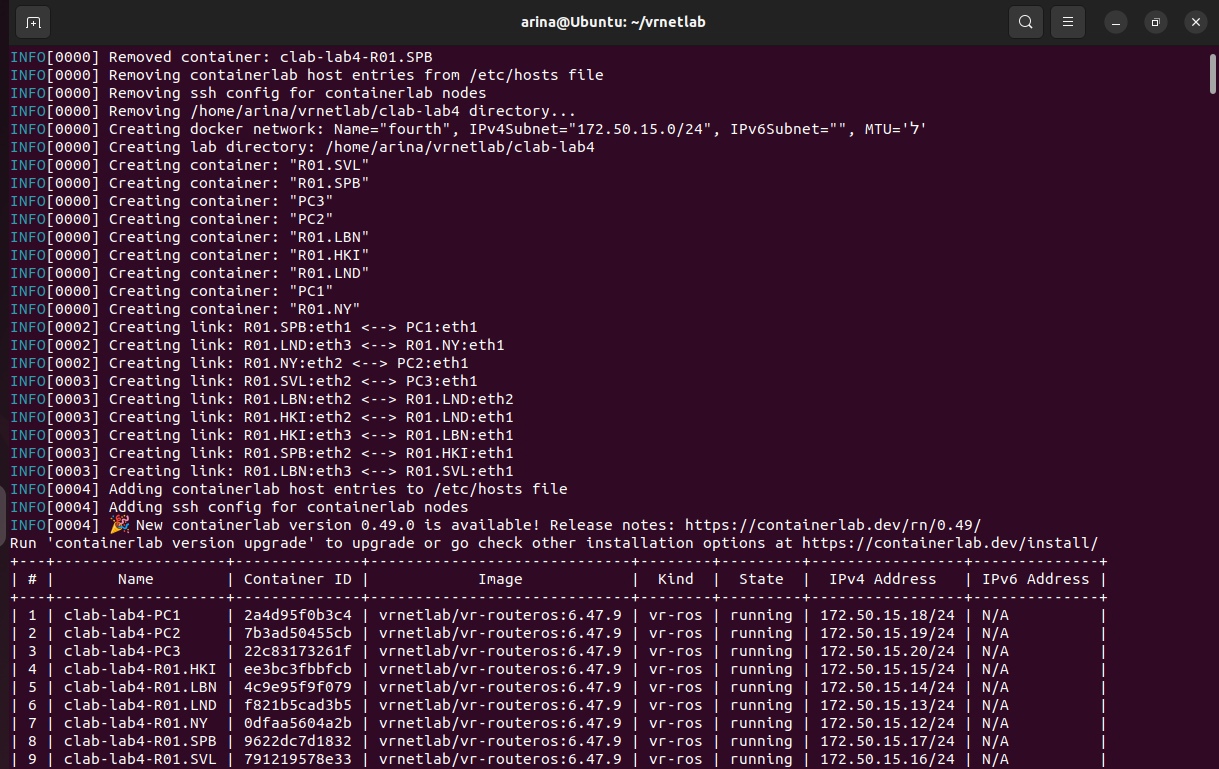 arina@Ubuntu: ~/vrnetlab
INFO[0000] Removed container: clab-lab4-R01.SPB
INFO[0000] Removing containerlab host entries from /etc/hosts file
INFO[0000] Removing ssh config for containerlab nodes
INFO[0000] Removing /home/arina/vrnetlab/clab-lab4 directory...
INFO[0000] Creating docker network: Name="fourth", IPv4Subnet="172.50.15.0/24", IPv6Subnet="", MTU='ל'
INFO[0000] Creating lab directory: /home/arina/vrnetlab/clab-lab4
INFO[0000] Creating container: "R01.SVL"
INFO[0000] Creating container: "R01.SPB"
INFO[0000] Creating container: "PC3"
INFO[0000] Creating container: "PC2"
INFO[0000] Creating container: "R01.LBN"
INFO[0000] Creating container: "R01.HKI"
INFO[0000] Creating container: "R01.LND"
INFO[0000] Creating container: "PC1"
INFO[0000] Creating container: "R01.NY"
INFO[0002] Creating link: R01.SPB:eth1 <--> PC1:eth1
INFO[0002] Creating link: R01.LND:eth3 <--> R01.NY:eth1
INFO[0002] Creating link: R01.NY:eth2 <--> PC2:eth1
INFO[0003] Creating link: R01.SVL:eth2 <--> PC3:eth1
INFO[0003] Creating link: R01.LBN:eth2 <--> R01.LND:eth2
INFO[0003] Creating link: R01.HKI:eth2 <--> R01.LND:eth1
INFO[0003] Creating link: R01.HKI:eth3 <--> R01.LBN:eth1
INFO[0003] Creating link: R01.SPB:eth2 <--> R01.HKI:eth1
INFO[0003] Creating link: R01.LBN:eth3 <--> R01.SVL:eth1
INFO[0004] Adding containerlab host entries to /etc/hosts file
INFO[0004] Adding ssh config for containerlab nodes
INFO[0004] 🎉 New containerlab version 0.49.0 is available! Release notes: https://containerlab.dev/rn/0.49/
Run 'containerlab version upgrade' to upgrade or go check other installation options at https://containerlab.dev/install/
+---+-------------------+--------------+-----------------------------+--------+---------+-----------------+--------------+
| # | Name | Container ID | Image | Kind | State | IPv4 Address | IPv6 Address |
+---+-------------------+--------------+-----------------------------+--------+---------+-----------------+--------------+
| 1 | clab-lab4-PC1 | 2a4d95f0b3c4 | vrnetlab/vr-routeros:6.47.9 | vr-ros | running | 172.50.15.18/24 | N/A |
| 2 | clab-lab4-PC2 | 7b3ad50455cb | vrnetlab/vr-routeros:6.47.9 | vr-ros | running | 172.50.15.19/24 | N/A |
| 3 | clab-lab4-PC3 | 22c83173261f | vrnetlab/vr-routeros:6.47.9 | vr-ros | running | 172.50.15.20/24 | N/A |
| 4 | clab-lab4-R01.HKI | ee3bc3fbbfcb | vrnetlab/vr-routeros:6.47.9 | vr-ros | running | 172.50.15.15/24 | N/A |
| 5 | clab-lab4-R01.LBN | 4c9e95f9f079 | vrnetlab/vr-routeros:6.47.9 | vr-ros | running | 172.50.15.14/24 | N/A |
| 6 | clab-lab4-R01.LND | f821b5cad3b5 | vrnetlab/vr-routeros:6.47.9 | vr-ros | running | 172.50.15.13/24 | N/A |
| 7 | clab-lab4-R01.NY | 0dfaa5604a2b | vrnetlab/vr-routeros:6.47.9 | vr-ros | running | 172.50.15.12/24 | N/A |
| 8 | clab-lab4-R01.SPB | 9622dc7d1832 | vrnetlab/vr-routeros:6.47.9 | vr-ros | running | 172.50.15.17/24 | N/A |
| 9 | clab-lab4-R01.SVL | 791219578e33 | vrnetlab/vr-routeros:6.47.9 | vr-ros | running | 172.50.15.16/24 | N/A |